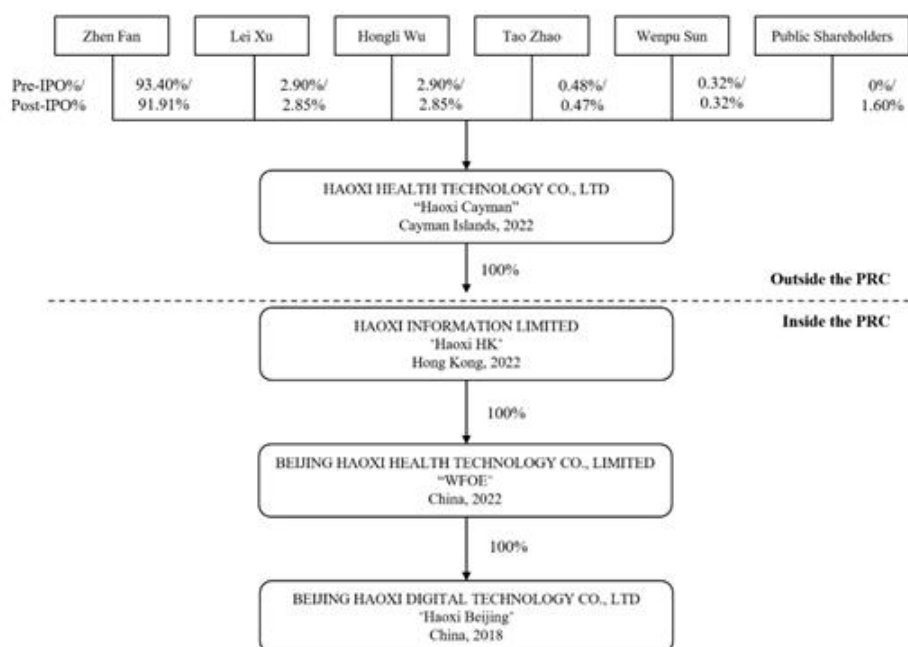 Zhen Fan
Lei Xu
Hongli Wu
Tao Zhao
Wenpu Sun
Public Shareholders
Pre-IPO%/ 93.40%/ 2.90%/ 2.90%/ 0.48%/ 0.32%/ 0%/
Post-IPO% 91.91% 2.85% 2.85% 0.47% 0.32% 1.60%
HAOXI HEALTH TECHNOLOGY CO., LTD
“Haoxi Cayman”
Cayman Islands, 2022
100%
Outside the PRC
Inside the PRC
HAOXI INFORMATION LIMITED
"Haoxi HK"
Hong Kong, 2022
100%
BEIJING HAOXI HEALTH TECHNOLOGY CO., LIMITED
“WFOE"
China, 2022
100%
BEIJING HAOXI DIGITAL TECHNOLOGY CO., LTD
"Haoxi Beijing"
China, 2018